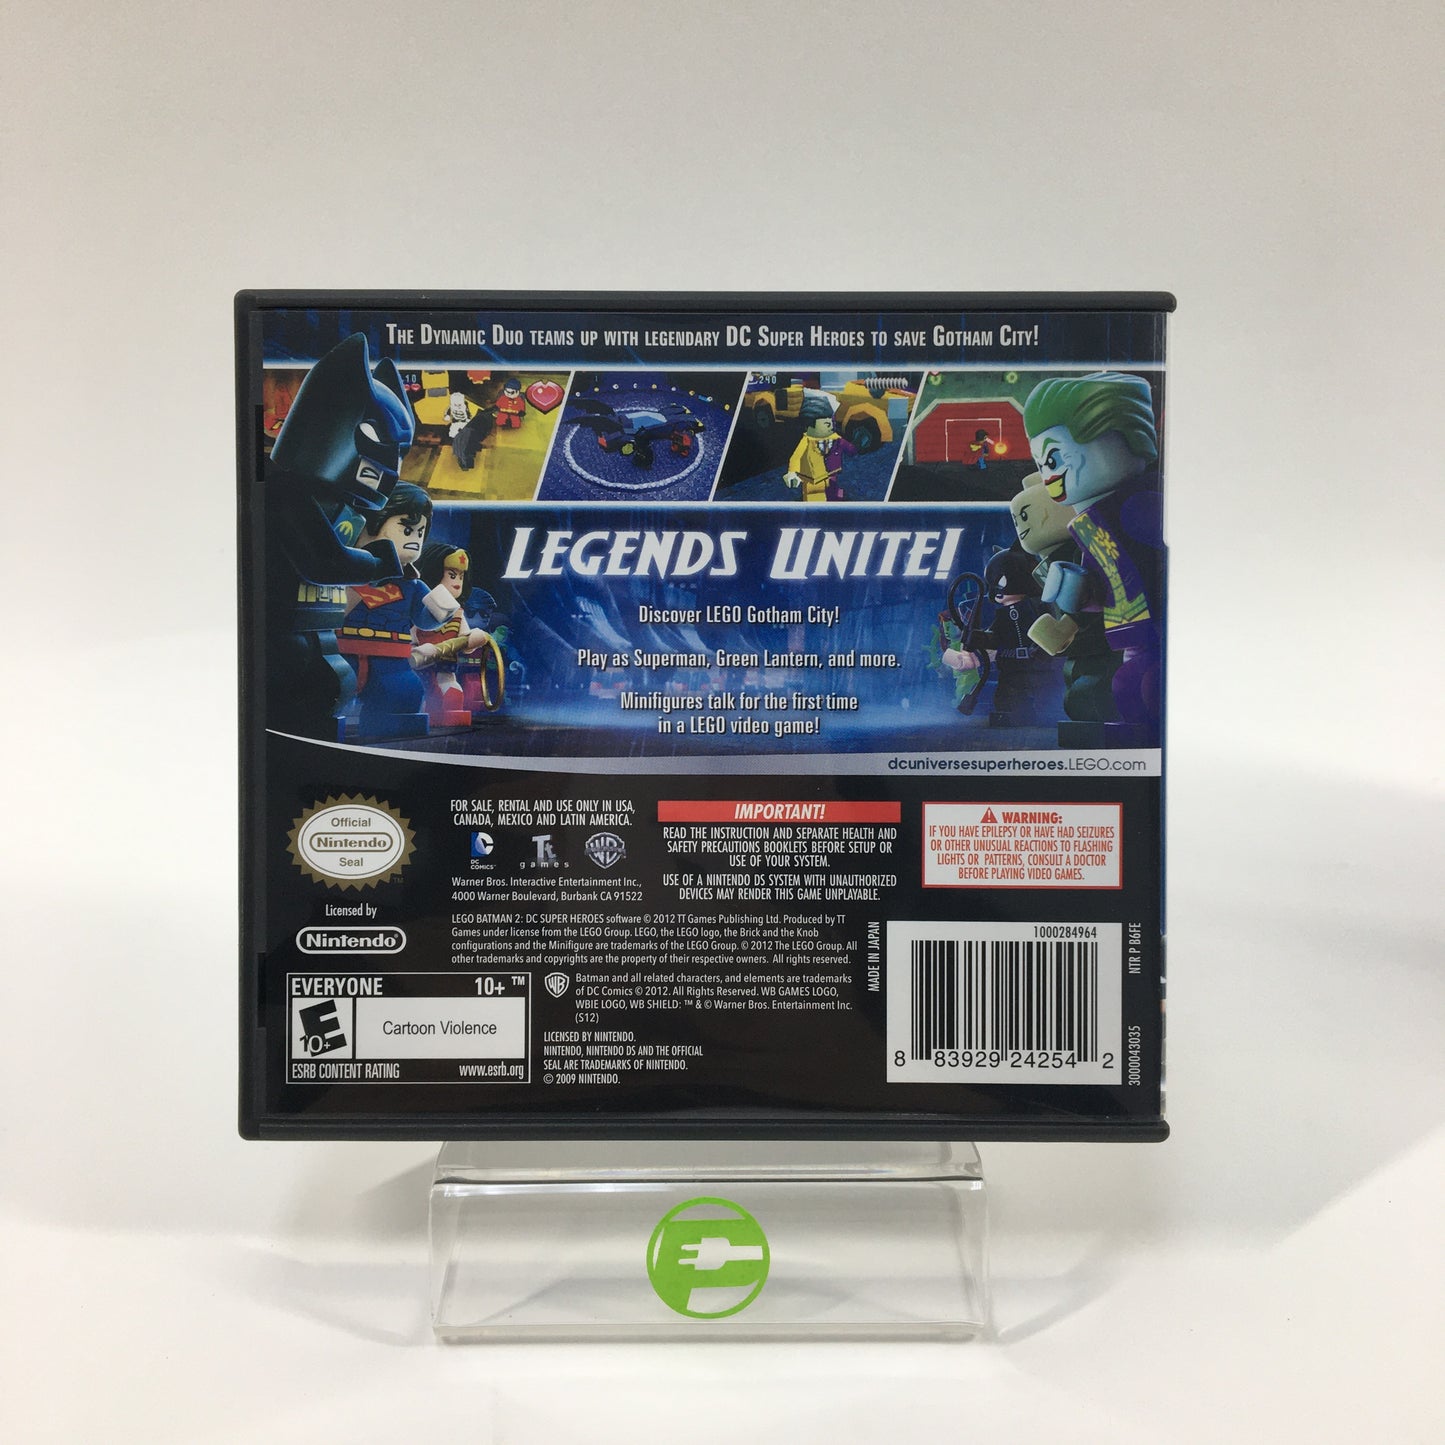 THE DYNAMIC DUO TEAMS UP WITH LEGENDARY DC SUPER HEROES TO SAVE GOTHAM CITY!
10
240
LEGENDS UNITE!
Discover LEGO Gotham City!
Play as Superman, Green Lantern, and more.
Minifigures talk for the first time
in a LEGO video game!
dcuniversesuperheroes.LEGO.com
Official
Nintendo
Seal
TM
Licensed by
Nintendo®
FOR SALE, RENTAL AND USE ONLY IN USA,
CANADA, MEXICO AND LATIN AMERICA.
DC
COMICS
Tt
games
WB
Warner Bros. Interactive Entertainment Inc.,
4000 Warner Boulevard, Burbank CA 91522
IMPORTANT!
READ THE INSTRUCTION AND SEPARATE HEALTH AND
SAFETY PRECAUTIONS BOOKLETS BEFORE SETUP OR
USE OF YOUR SYSTEM.
USE OF A NINTENDO DS SYSTEM WITH UNAUTHORIZED
DEVICES MAY RENDER THIS GAME UNPLAYABLE.
WARNING:
IF YOU HAVE EPILEPSY OR HAVE HAD SEIZURES
OR OTHER UNUSUAL REACTIONS TO FLASHING
LIGHTS OR PATTERNS, CONSULT A DOCTOR
BEFORE PLAYING VIDEO GAMES.
LEGO BATMAN 2: DC SUPER HEROES software © 2012 TT Games Publishing Ltd. Produced by TT
Games under license from the LEGO Group. LEGO, the LEGO logo, the Brick and the Knob
configurations and the Minifigure are trademarks of the LEGO Group. © 2012 The LEGO Group. All
other trademarks and copyrights are the property of their respective owners. All rights reserved.
WB
Batman and all related characters, and elements are trademarks
of DC Comics © 2012. All Rights Reserved. WB GAMES LOGO,
WBIE LOGO, WB SHIELD: ™ & © Warner Bros. Entertainment Inc.
(S12)
LICENSED BY NINTENDO.
NINTENDO, NINTENDO DS AND THE OFFICIAL
SEAL ARE TRADEMARKS OF NINTENDO.
© 2009 NINTENDO.
EVERYONE 10+ ™
E
10+
Cartoon Violence
ESRB CONTENT RATING www.esrb.org
MADE IN JAPAN
1000284964
8 83929 24254 2
NTR P B6FE
3000043035